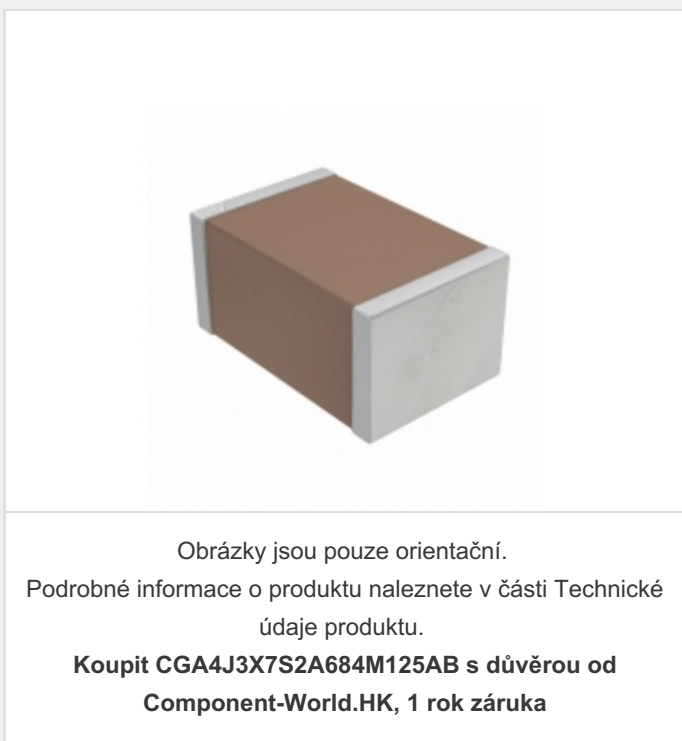 Obrázky jsou pouze orientační.
Podrobné informace o produktu naleznete v části Technické
údaje produktu.
Koupit CGA4J3X7S2A684M125AB s důvěrou od
Component-World.HK, 1 rok záruka